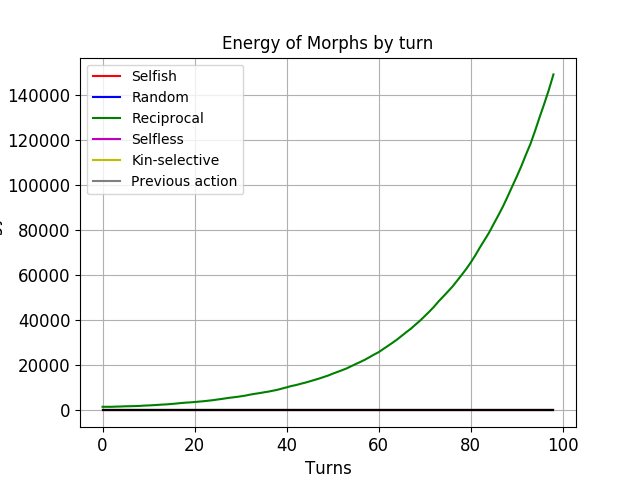 Energy of Morphs by turn
Selfish
Random
Reciprocal
Selfless
Kin-selective
Previous action
140000
120000
100000
80000
60000
40000
20000
0
0 20 40 60 80 100
Turns